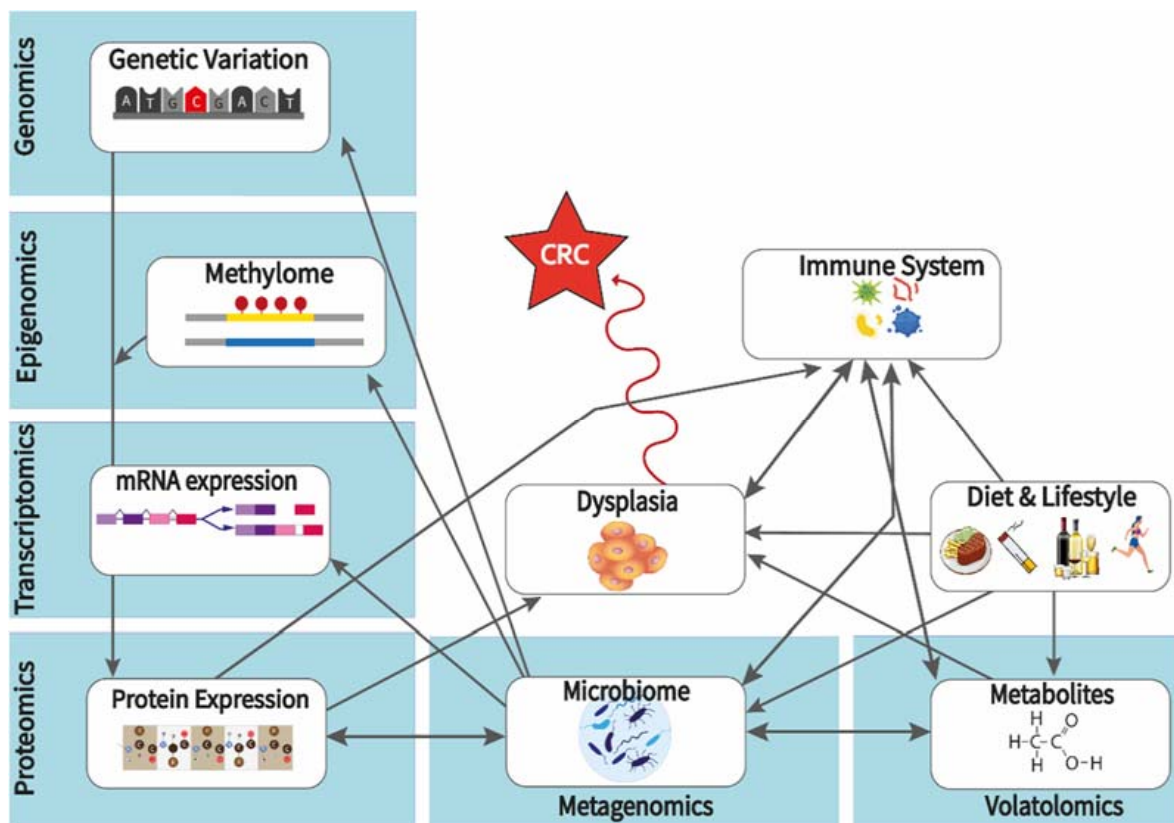 Genomics
Genetic Variation
A T G C G A C T
Epigenomics
Methylome
CRC
Immune System
Transcriptomics
mRNA expression
Dysplasia
Diet & Lifestyle
Proteomics
Protein Expression
Microbiome
Metabolites
H O
H-C-C
H O-H
Metagenomics
Volatolomics